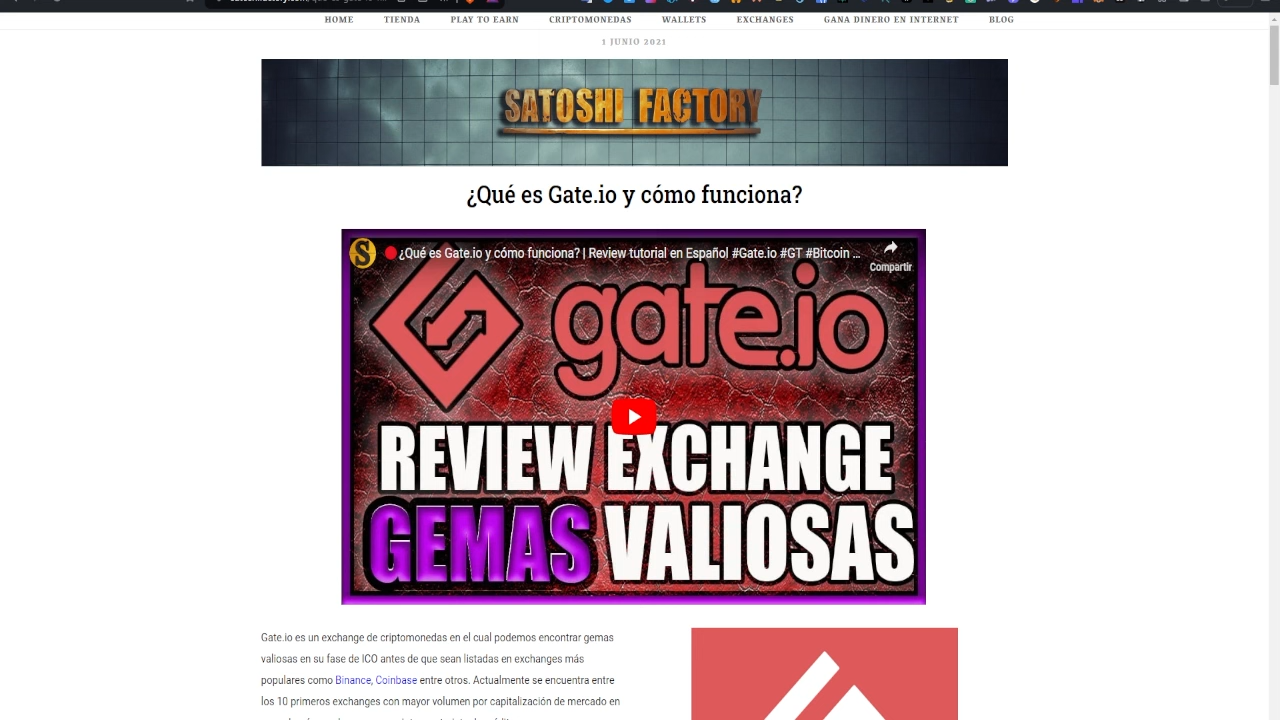 HOME TIENDA PLAY TO EARN CRIPTOMONEDAS WALLETS EXCHANGES GANA DINERO EN INTERNET BLOG
1 JUNIO 2021
SATOSHI FACTORY
¿Qué es Gate.io y cómo funciona?
¿Qué es Gate.io y cómo funciona? | Review tutorial en Español #Gate.io #GT #Bitcoin ...
Compartir
gate.io
REVIEW EXCHANGE
GEMAS VALIOSAS
Gate.io es un exchange de criptomonedas en el cual podemos encontrar gemas
valiosas en su fase de ICO antes de que sean listadas en exchanges más
populares como Binance, Coinbase entre otros. Actualmente se encuentra entre
los 10 primeros exchanges con mayor volumen por capitalización de mercado en